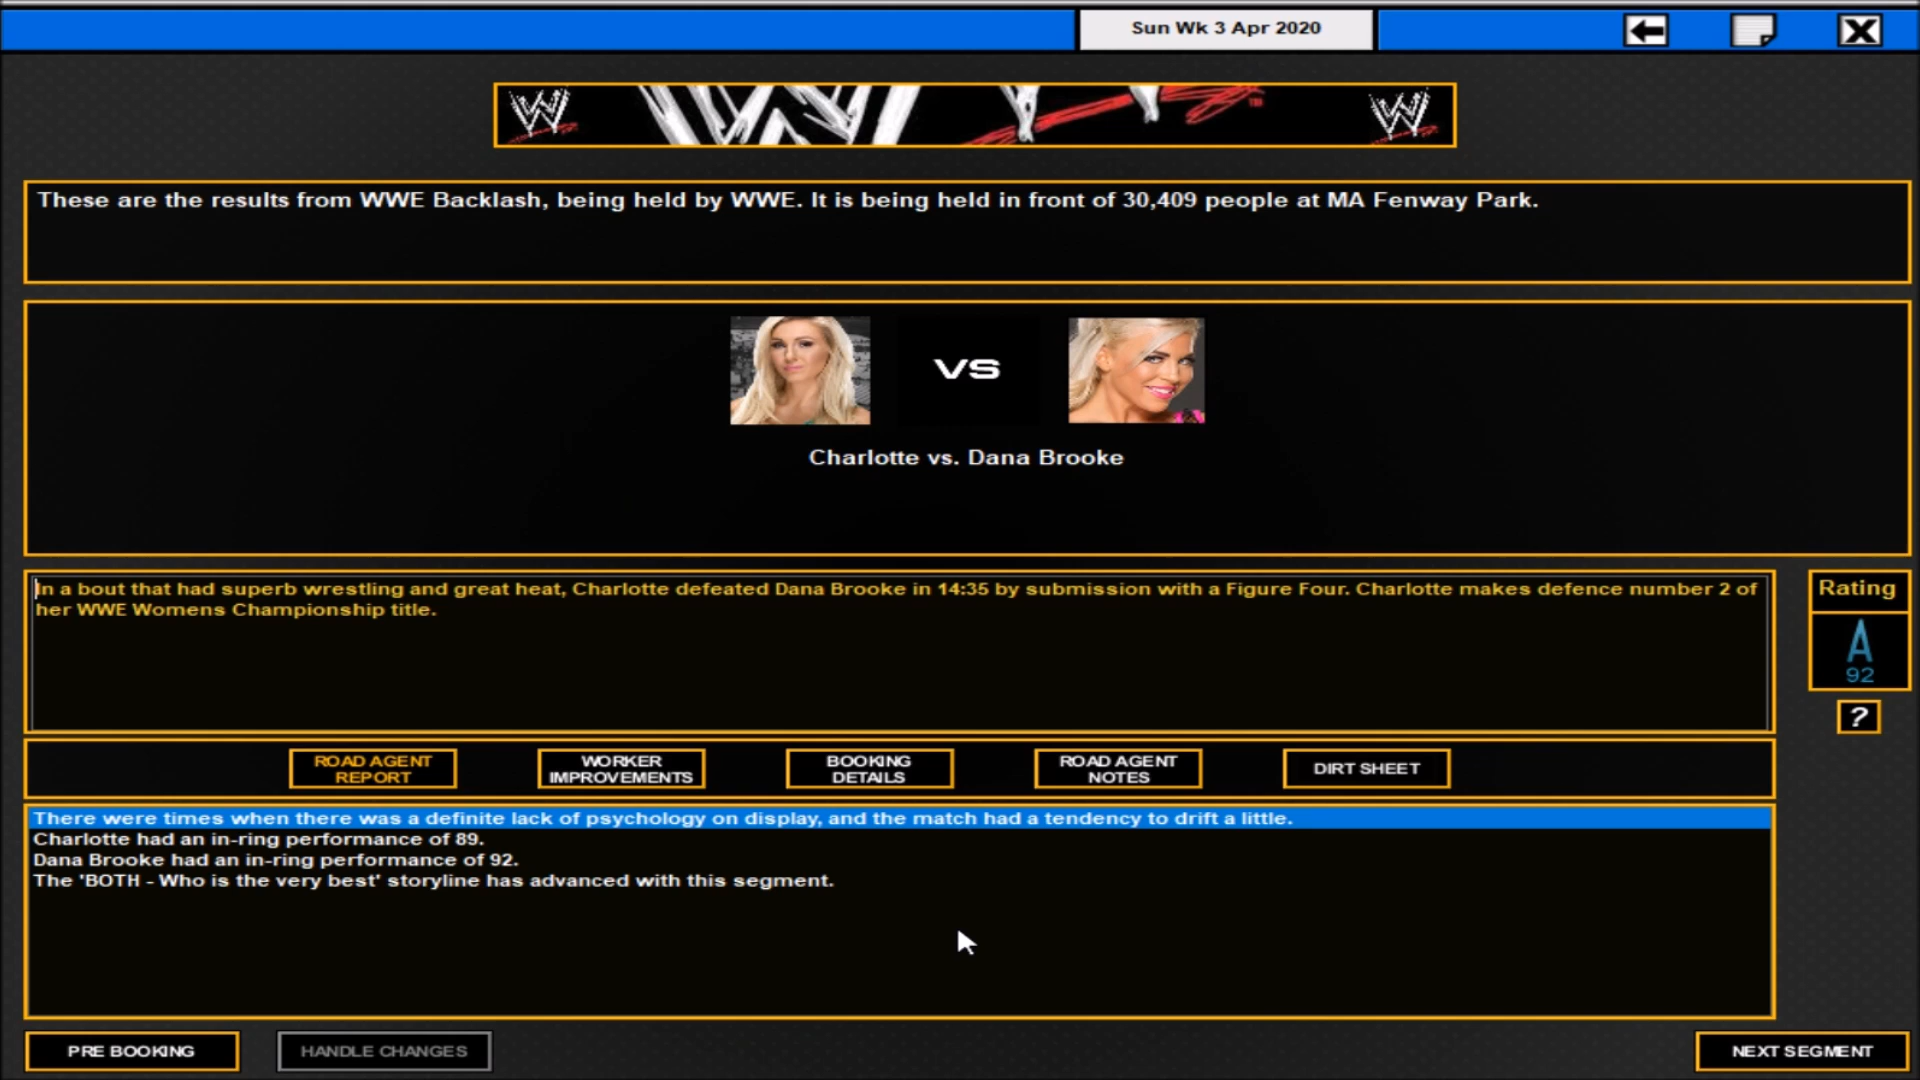 Sun Wk 3 Apr 2020
These are the results from WWE Backlash, being held by WWE. It is being held in front of 30,409 people at MA Fenway Park.
VS
Charlotte vs. Dana Brooke
In a bout that had superb wrestling and great heat, Charlotte defeated Dana Brooke in 14:35 by submission with a Figure Four. Charlotte makes defence number 2 of
her WWE Womens Championship title.
Rating
A
92
?
ROAD AGENT
REPORT
WORKER
IMPROVEMENTS
BOOKING
DETAILS
ROAD AGENT
NOTES
DIRT SHEET
There were times when there was a definite lack of psychology on display, and the match had a tendency to drift a little.
Charlotte had an in-ring performance of 89.
Dana Brooke had an in-ring performance of 92.
The 'BOTH - Who is the very best' storyline has advanced with this segment.
PRE BOOKING
HANDLE CHANGES
NEXT SEGMENT